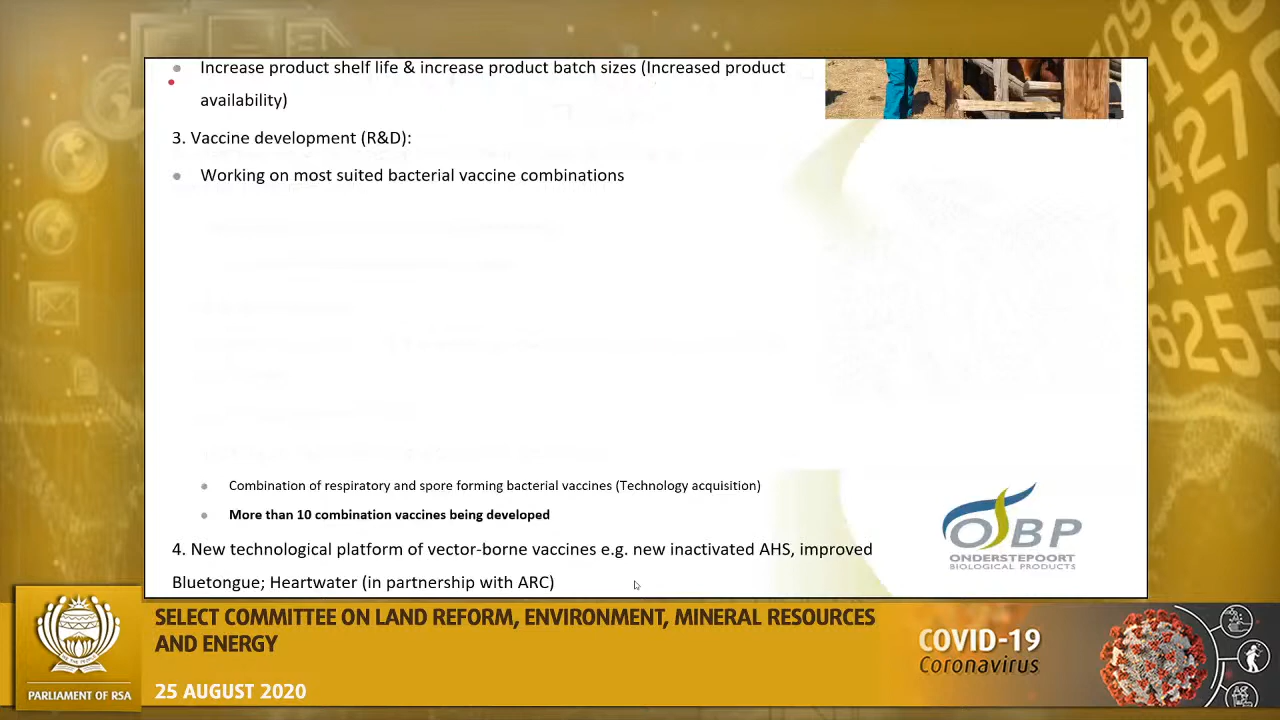 Increase product shelf life & increase product batch sizes (Increased product
availability)
3. Vaccine development (R&D):
Working on most suited bacterial vaccine combinations
Combination of respiratory and spore forming bacterial vaccines (Technology acquisition)
More than 10 combination vaccines being developed
4. New technological platform of vector-borne vaccines e.g. new inactivated AHS, improved
Bluetongue; Heartwater (in partnership with ARC)
OBP
ONDERSTEPOORT
BIOLOGICAL PRODUCTS
SELECT COMMITTEE ON LAND REFORM, ENVIRONMENT, MINERAL RESOURCES
AND ENERGY
25 AUGUST 2020
PARLIAMENT OF RSA
COVID-19
Coronavirus